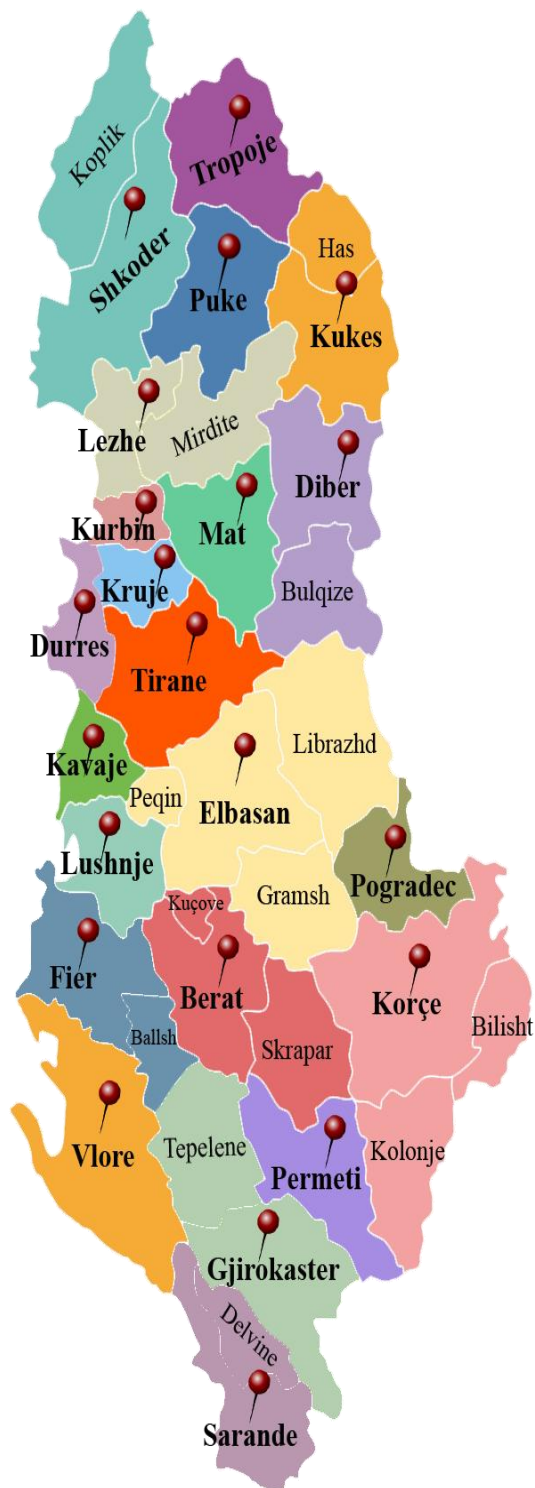 Koplik
Tropoje
Shkoder
Has
Puke
Kukes
Lezhe
Mirdite
Diber
Kurbin
Mat
Kruje
Bulqize
Durres
Tirane
Kavaje
Librazhd
Peqin
Elbasan
Lushnje
Pogradec
Gramsh
Kuçove
Fier
Berat
Korçe
Bilisht
Ballsh
Skrapar
Vlore
Tepelene
Kolonje
Permeti
Gjirokaster
Delvine
Sarande